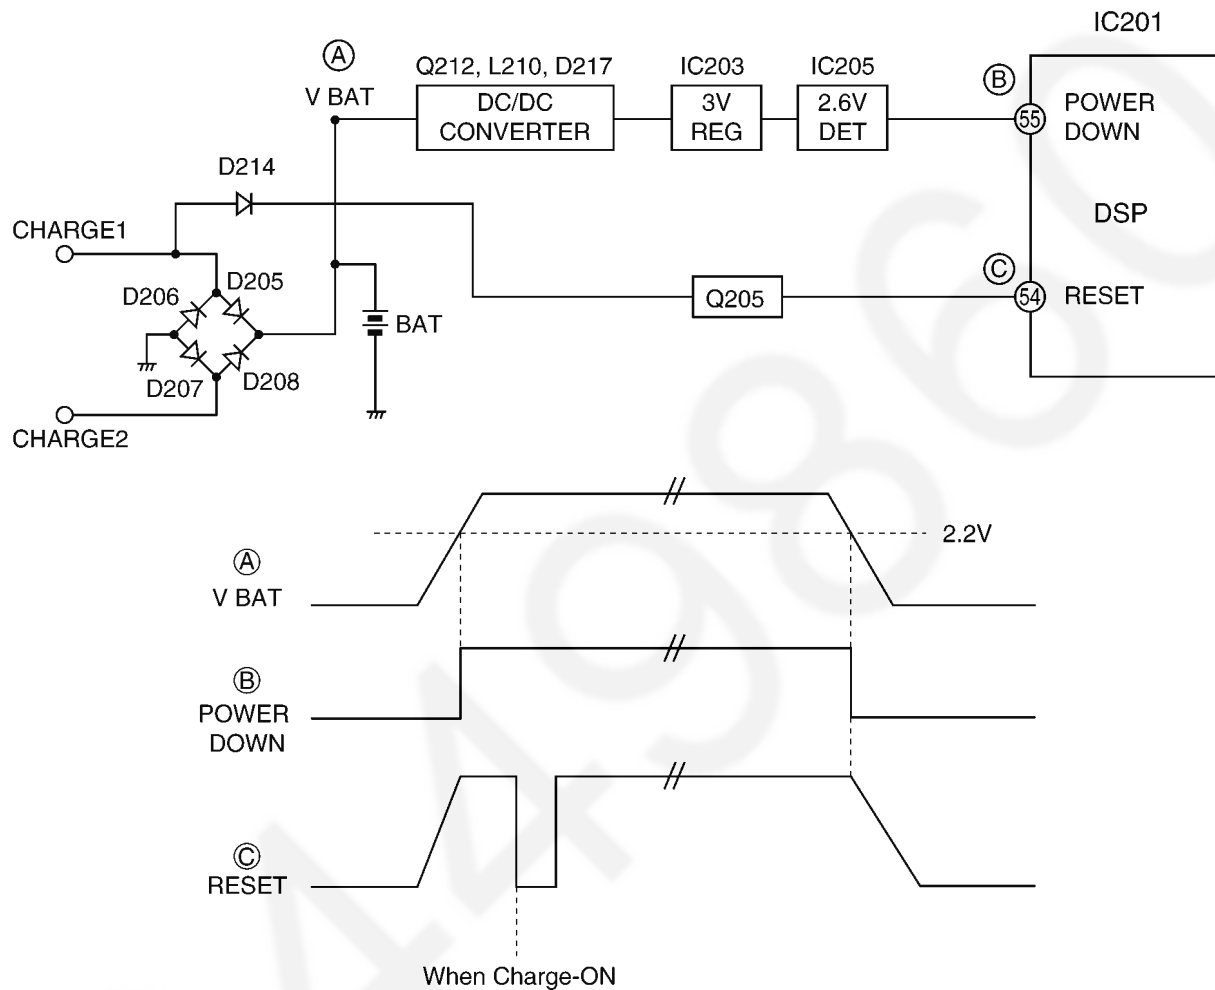 IC201
Ⓐ
V BAT
Q212, L210, D217
DC/DC
CONVERTER
IC203
3V
REG
IC205
2.6V
DET
Ⓑ
55
POWER
DOWN
D214
DSP
CHARGE1
D206
D205
BAT
Q205
Ⓒ
54
RESET
D207
D208
CHARGE2
2.2V
Ⓐ
V BAT
Ⓑ
POWER
DOWN
Ⓒ
RESET
When Charge-ON
449860